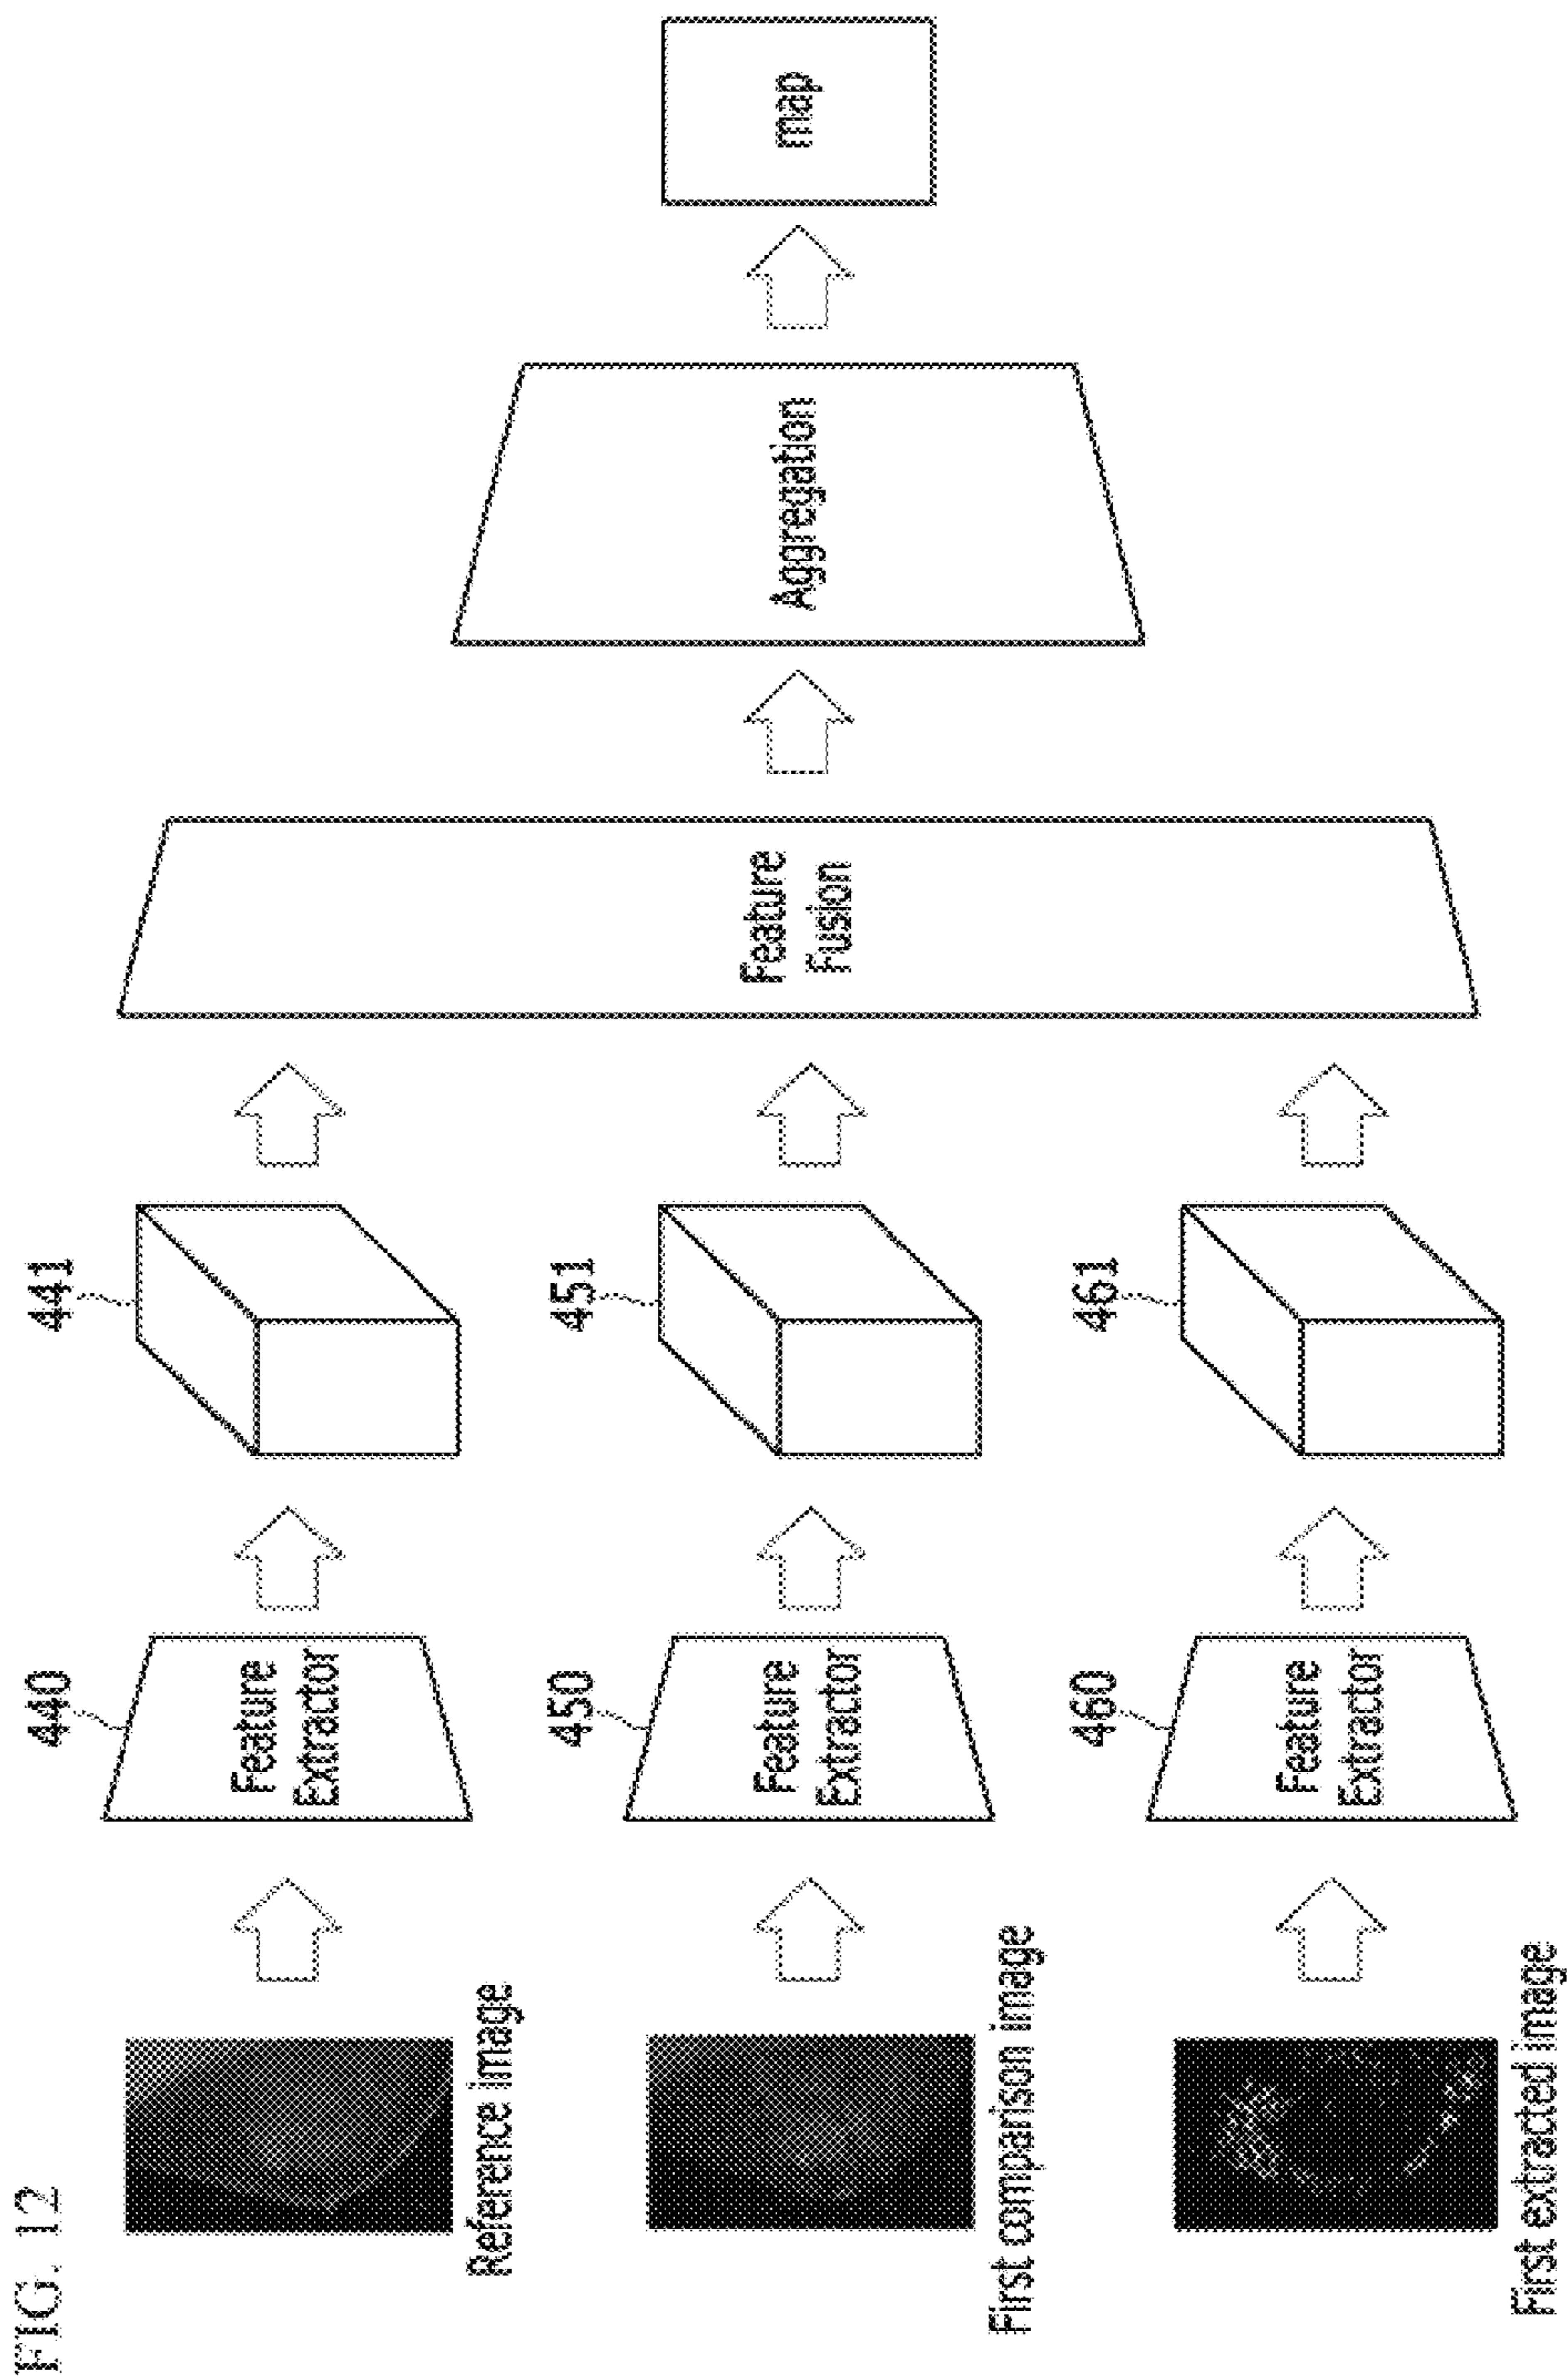 FIG. 12
440
441
Feature
Extractor
Reference image
450
451
Feature
Extractor
First comparison image
460
461
Feature
Extractor
First extracted image
Feature
Fusion
Aggregation
map